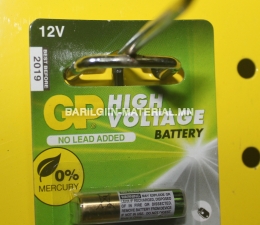 12V
BEST BEFORE
2019
BARILGIIN-MATERIAL.MN
GP HIGH
VOLTAGE
BATTERY
NO LEAD ADDED
0%
MERCURY